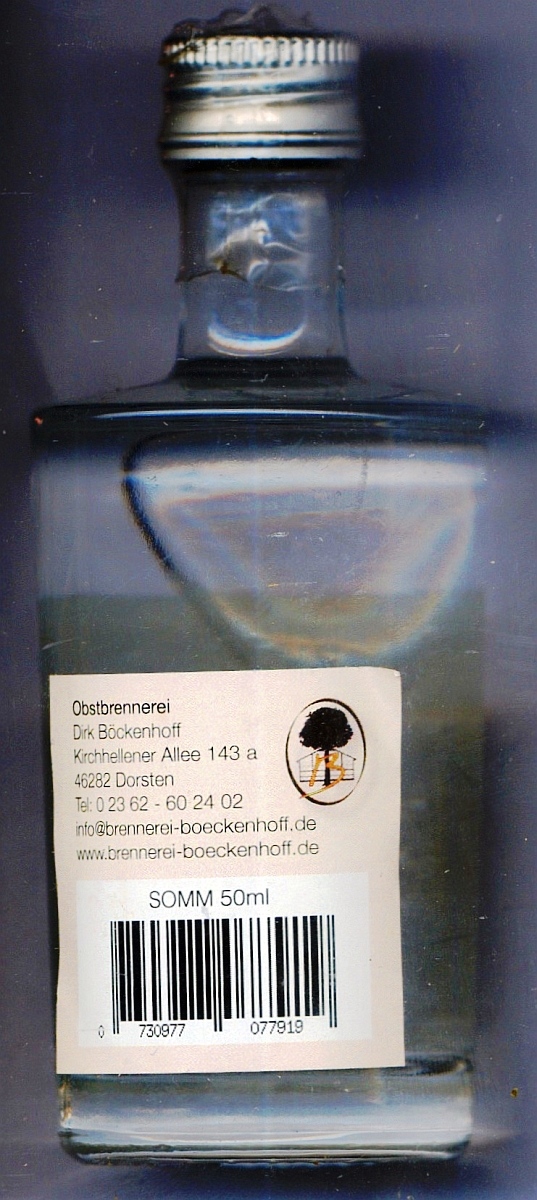 Obstbrennerei
Dirk Böckenhoff
Kirchhellener Allee 143 a
46282 Dorsten
Tel: 0 23 62 - 60 24 02
info@brennerei-boeckenhoff.de
www.brennerei-boeckenhoff.de
B
SOMM 50ml
0 730977 077919